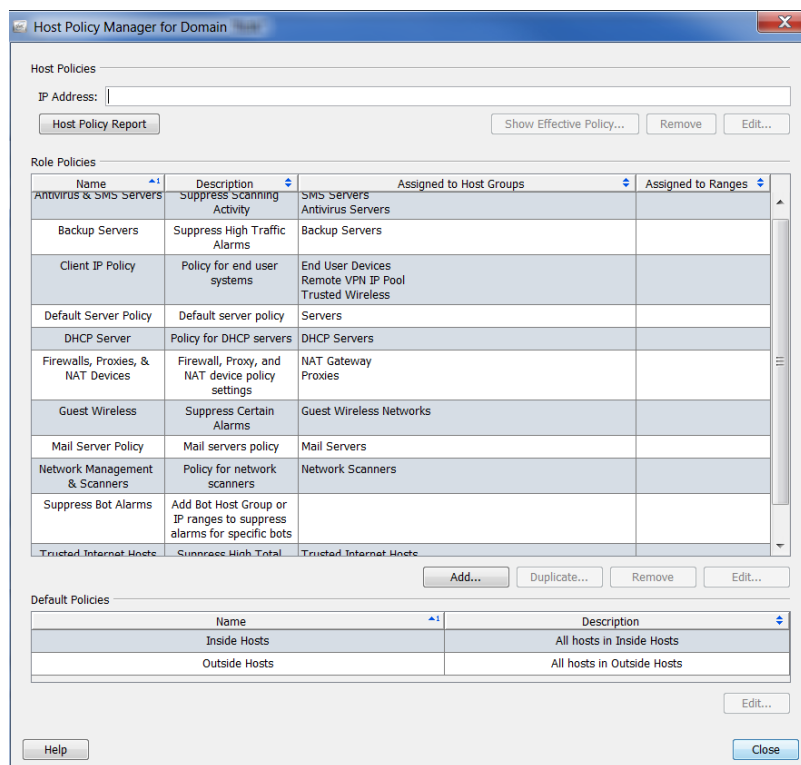 Host Policy Manager for Domain
X
Host Policies
IP Address:
Host Policy Report
Show Effective Policy...
Remove
Edit...
Role Policies
Name 1 Description Assigned to Host Groups Assigned to Ranges
Antivirus & SMS Servers Suppress Scanning SMS Servers
Activity Antivirus Servers
Backup Servers Suppress High Traffic Backup Servers
Alarms
Client IP Policy Policy for end user End User Devices
systems Remote VPN IP Pool
Trusted Wireless
Default Server Policy Default server policy Servers
DHCP Server Policy for DHCP servers DHCP Servers
Firewalls, Proxies, & Firewall, Proxy, and NAT Gateway
NAT Devices NAT device policy Proxies
settings
Guest Wireless Suppress Certain Guest Wireless Networks
Alarms
Mail Server Policy Mail servers policy Mail Servers
Network Management Policy for network Network Scanners
& Scanners scanners
Suppress Bot Alarms Add Bot Host Group or
IP ranges to suppress
alarms for specific bots
Trusted Internet Hosts Suppress High Total Trusted Internet Hosts
Add...
Duplicate...
Remove
Edit...
Default Policies
Name 1 Description
Inside Hosts All hosts in Inside Hosts
Outside Hosts All hosts in Outside Hosts
Edit...
Help
Close